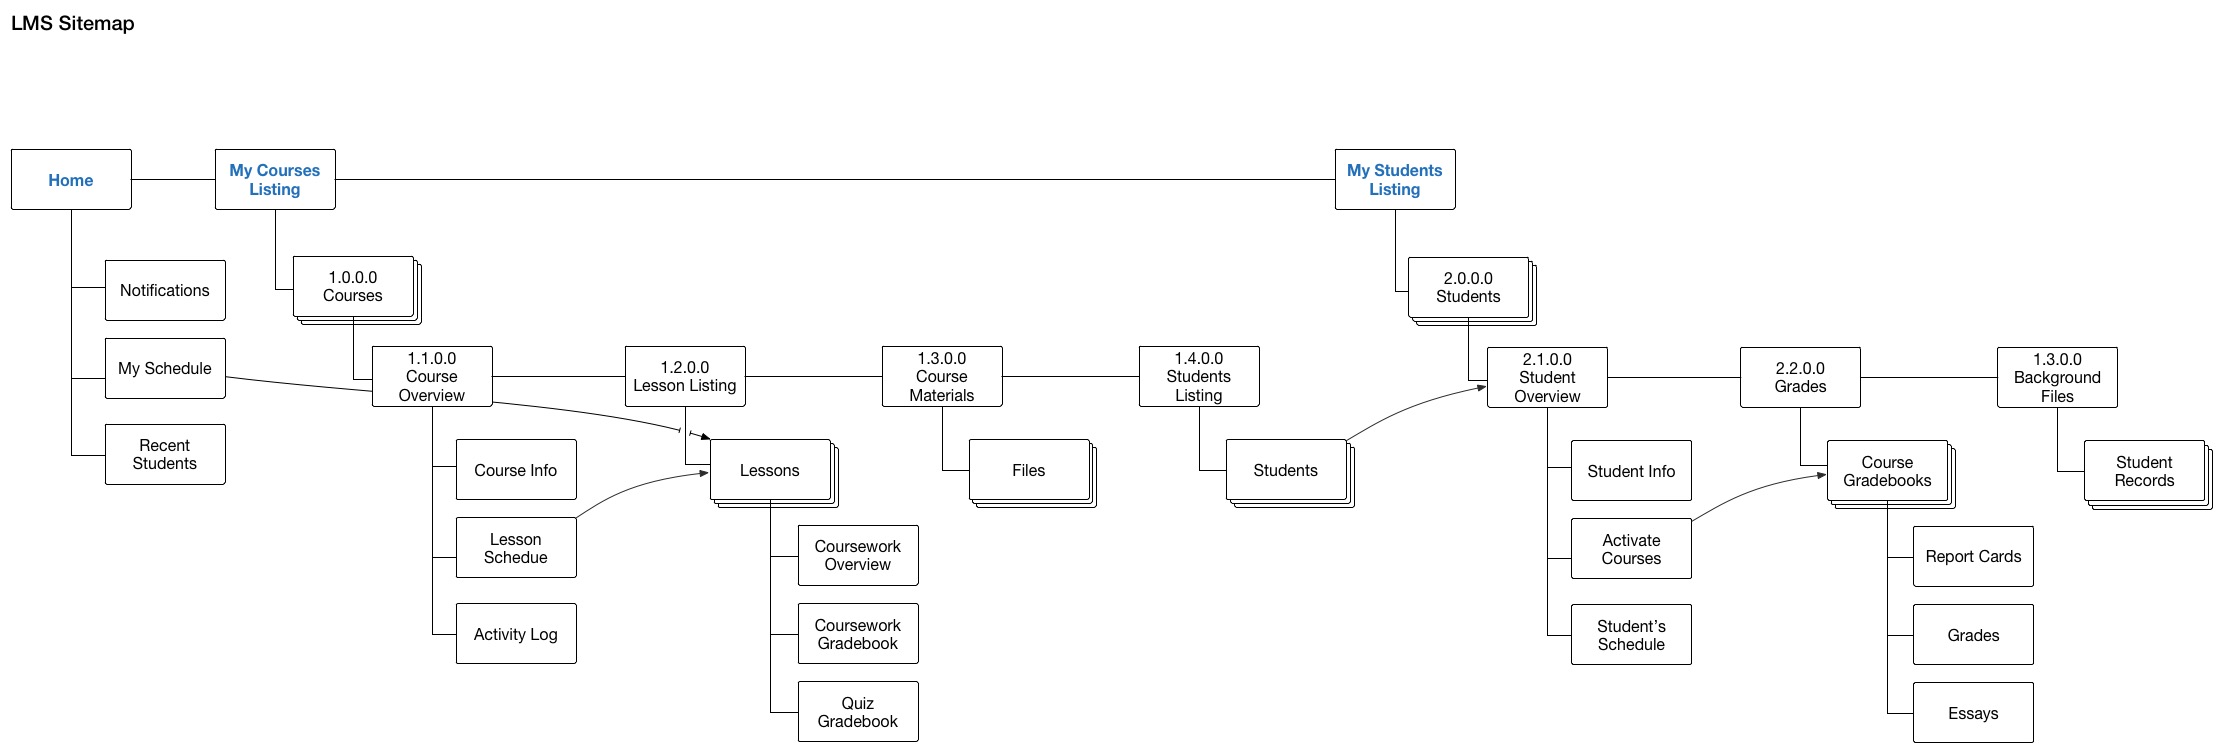 LMS Sitemap
Home
My Courses
Listing
My Students
Listing
Notifications
My Schedule
Recent
Students
1.0.0.0
Courses
1.1.0.0
Course
Overview
Course Info
Lesson
Schedue
Activity Log
1.2.0.0
Lesson Listing
Lessons
Coursework
Overview
Coursework
Gradebook
Quiz
Gradebook
1.3.0.0
Course
Materials
Files
1.4.0.0
Students
Listing
Students
2.0.0.0
Students
2.1.0.0
Student
Overview
Student Info
Activate
Courses
Student’s
Schedule
2.2.0.0
Grades
Course
Gradebooks
Report Cards
Grades
Essays
1.3.0.0
Background
Files
Student
Records